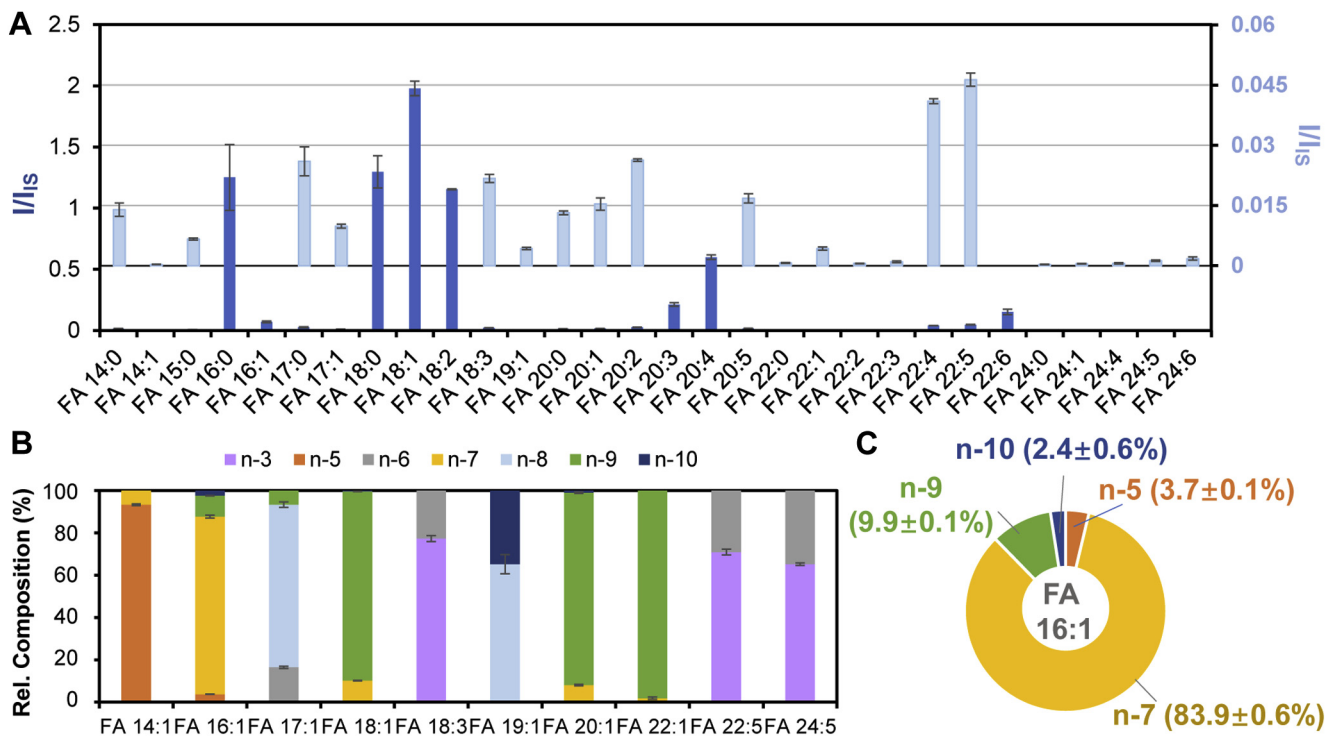 A
I/I_IS
2.5
2
1.5
1
0.5
0
0.06
0.045
0.03
0.015
0
I/I_IS
FA 14:0
FA 14:1
FA 15:0
FA 16:0
FA 16:1
FA 17:0
FA 17:1
FA 18:0
FA 18:1
FA 18:2
FA 18:3
FA 19:1
FA 20:0
FA 20:1
FA 20:2
FA 20:3
FA 20:4
FA 20:5
FA 22:0
FA 22:1
FA 22:2
FA 22:3
FA 22:4
FA 22:5
FA 22:6
FA 24:0
FA 24:1
FA 24:4
FA 24:5
FA 24:6
B
n-3 n-5 n-6 n-7 n-8 n-9 n-10
Rel. Composition (%)
100
80
60
40
20
0
FA 14:1 FA 16:1 FA 17:1 FA 18:1 FA 18:3 FA 19:1 FA 20:1 FA 22:1 FA 22:5 FA 24:5
C
n-10 (2.4±0.6%)
n-9
(9.9±0.1%)
n-5 (3.7±0.1%)
FA
16:1
n-7 (83.9±0.6%)